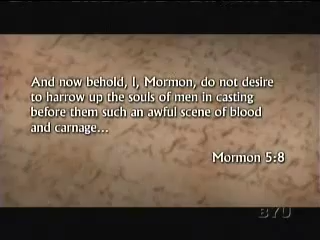 And now behold, I, Mormon, do not desire
to harrow up the souls of men in casting
before them such an awful scene of blood
and carnage...
Mormon 5:8
BYU